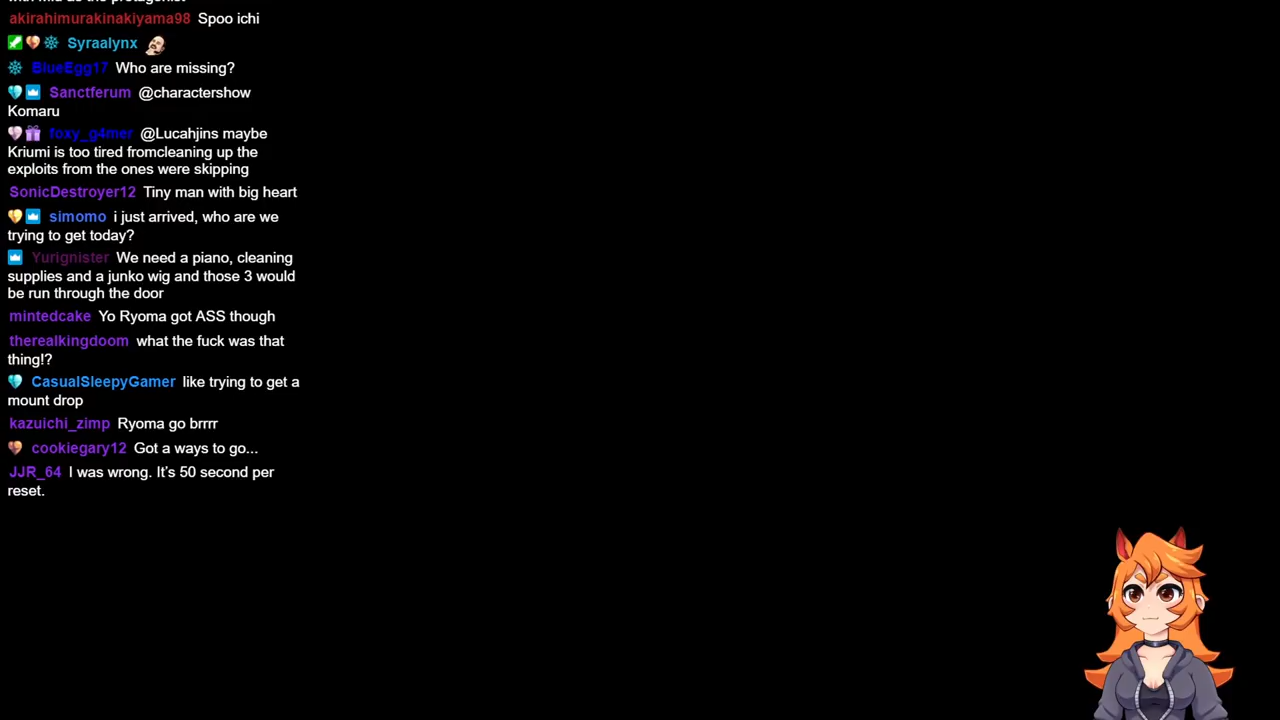 with Mia as the protagonist
akirahimurakinakiyama98 Spoo ichi
Syraalynx
BlueEgg17 Who are missing?
Sanctferum @charactershow
Komaru
foxy_g4mer @Lucahjins maybe
Kriumi is too tired fromcleaning up the
exploits from the ones were skipping
SonicDestroyer12 Tiny man with big heart
simomo i just arrived, who are we
trying to get today?
Yurignister We need a piano, cleaning
supplies and a junko wig and those 3 would
be run through the door
mintedcake Yo Ryoma got ASS though
therealkingdoom what the fuck was that
thing!?
CasualSleepyGamer like trying to get a
mount drop
kazuichi_zimp Ryoma go brrrr
cookiegary12 Got a ways to go...
JJR_64 I was wrong. It's 50 second per
reset.